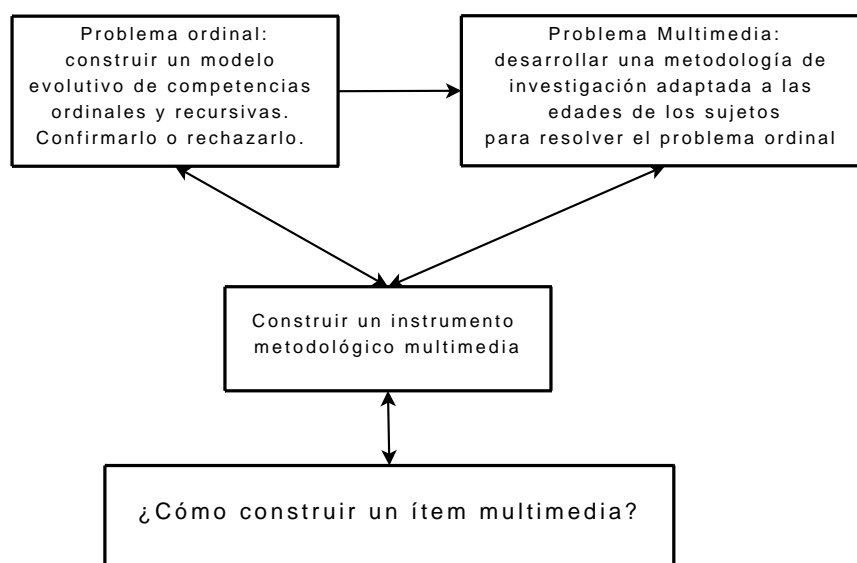 Problema ordinal:
construir un modelo
evolutivo de competencias
ordinales y recursivas.
Confirmarlo o rechazarlo.
Problema Multimedia:
desarrollar una metodología de
investigación adaptada a las
edades de los sujetos
para resolver el problema ordinal
Construir un instrumento
metodológico multimedia
¿Cómo construir un ítem multimedia?